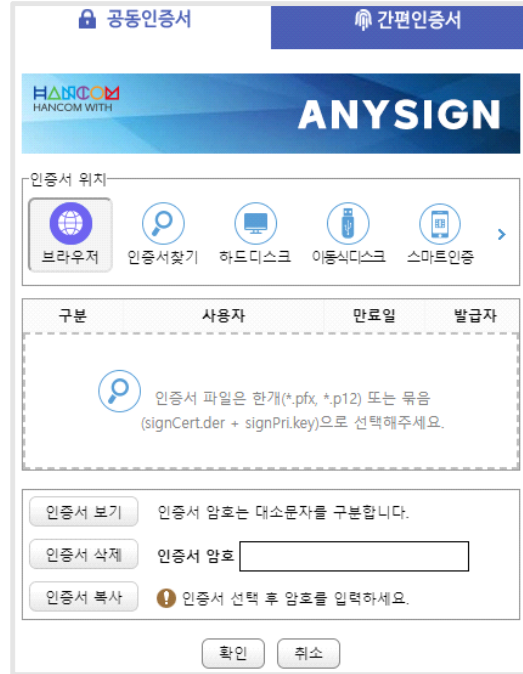 공동인증서
간편인증서
HANCOM
HANCOM WITH
ANYSIGN
인증서 위치
브라우저 인증서찾기 하드디스크 이동식디스크 스마트인증
구분 사용자 만료일 발급자
인증서 파일은 한개(*.pfx, *.p12) 또는 묶음
(signCert.der + signPri.key)으로 선택해주세요.
인증서 보기 인증서 암호는 대소문자를 구분합니다.
인증서 삭제 인증서 암호
인증서 복사 인증서 선택 후 암호를 입력하세요.
확인 취소